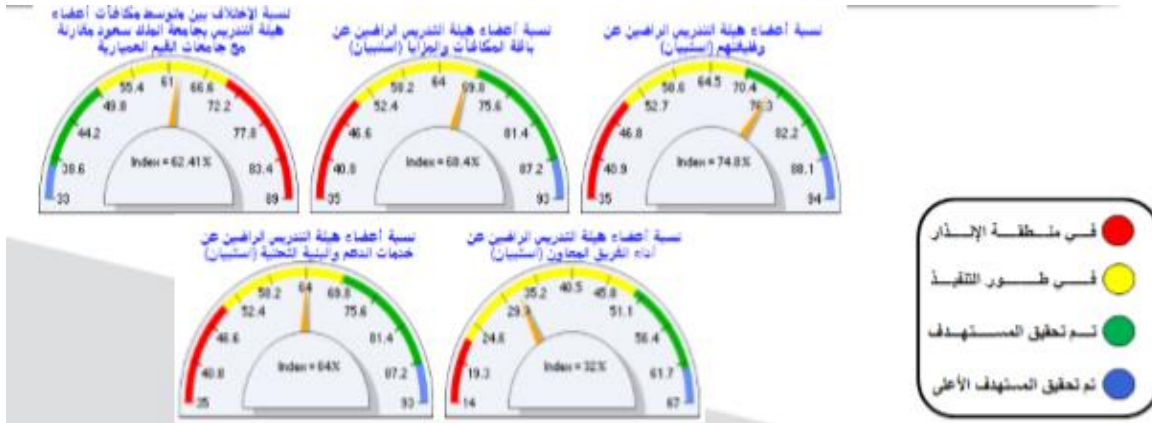 نسبة الاختلاف بين متوسط مكافآت أعضاء
هيئة التدريس بجامعة الملك سعود مقارنة
مع جامعات القيم المعيارية
33
38.6
44.2
49.8
55.4
61
66.6
72.2
77.8
83.4
89
Index = 62.41%
نسبة أعضاء هيئة التدريس الراضين عن
باقة المكافآت والمزايا (استبيان)
35
40.8
46.6
52.4
58.2
64
69.8
75.6
81.4
87.2
93
Index = 68.4%
نسبة أعضاء هيئة التدريس الراضين عن
وظيفتهم (استبيان)
35
40.9
46.8
52.7
58.6
64.5
70.4
76.3
82.2
88.1
94
Index = 74.8%
نسبة أعضاء هيئة التدريس الراضين عن
خدمات الدعم والبنية التحتية (استبيان)
35
40.8
46.6
52.4
58.2
64
69.8
75.6
81.4
87.2
93
Index = 64%
نسبة أعضاء هيئة التدريس الراضين عن
أداء الفريق المعاون (استبيان)
14
19.3
24.6
29.9
35.2
40.5
45.8
51.1
56.4
61.7
67
Index = 32%
في منطقة الإنذار
في طور التنفيذ
تم تحقيق المستهدف
تم تحقيق المستهدف الأعلى